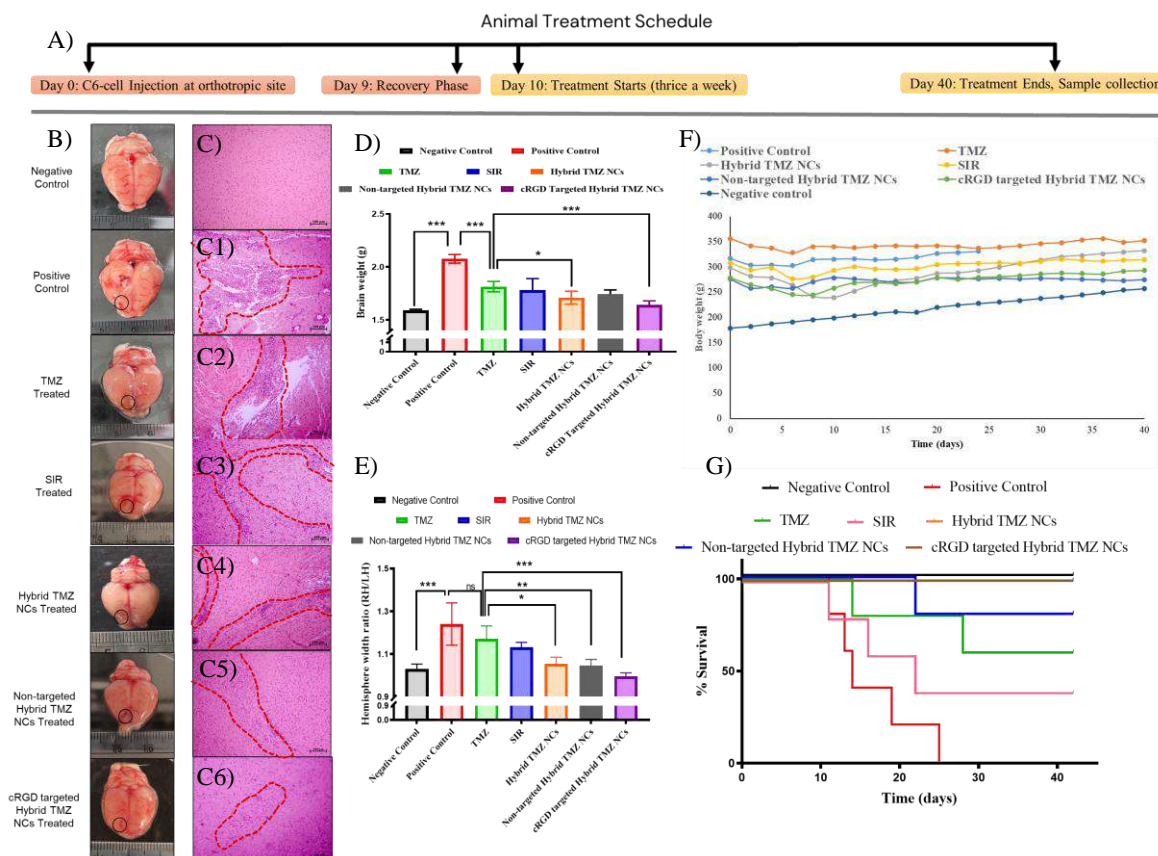 Animal Treatment Schedule
A)
Day 0: C6-cell Injection at orthotropic site
Day 9: Recovery Phase
Day 10: Treatment Starts (thrice a week)
Day 40: Treatment Ends, Sample collection
B)
Negative
Control
Positive
Control
TMZ
Treated
SIR
Treated
Hybrid TMZ
NCs Treated
Non-targeted
Hybrid TMZ
NCs Treated
cRGD targeted
Hybrid TMZ
NCs Treated
C)
C1)
C2)
C3)
C4)
C5)
C6)
D)
Negative Control
Positive Control
TMZ
SIR
Hybrid TMZ NCs
Non-targeted Hybrid TMZ NCs
cRGD Targeted Hybrid TMZ NCs
Brain weight (g)
2.5
2.0
1.5
1
0
***
***
***
*
Negative Control
Positive Control
TMZ
SIR
Hybrid TMZ NCs
Non-targeted Hybrid TMZ NCs
cRGD Targeted Hybrid TMZ NCs
E)
Negative Control
Positive Control
TMZ
SIR
Hybrid TMZ NCs
Non-targeted Hybrid TMZ NCs
cRGD targeted Hybrid TMZ NCs
Hemisphere width ratio (RH/LH)
1.5
1.3
1.1
0.9
0.9
0.0
***
ns
***
**
*
Negative Control
Positive Control
TMZ
SIR
Hybrid TMZ NCs
Non-targeted Hybrid TMZ NCs
cRGD targeted Hybrid TMZ NCs
F)
Positive Control
TMZ
Hybrid TMZ NCs
SIR
Non-targeted Hybrid TMZ NCs
cRGD targeted Hybrid TMZ NCs
Negative control
Body weight (g)
400
350
300
250
200
150
100
50
0
0 5 10 15 20 25 30 35 40
Time (days)
G)
Negative Control
Positive Control
TMZ
SIR
Hybrid TMZ NCs
Non-targeted Hybrid TMZ NCs
cRGD targeted Hybrid TMZ NCs
% Survival
100
50
0
0 10 20 30 40
Time (days)